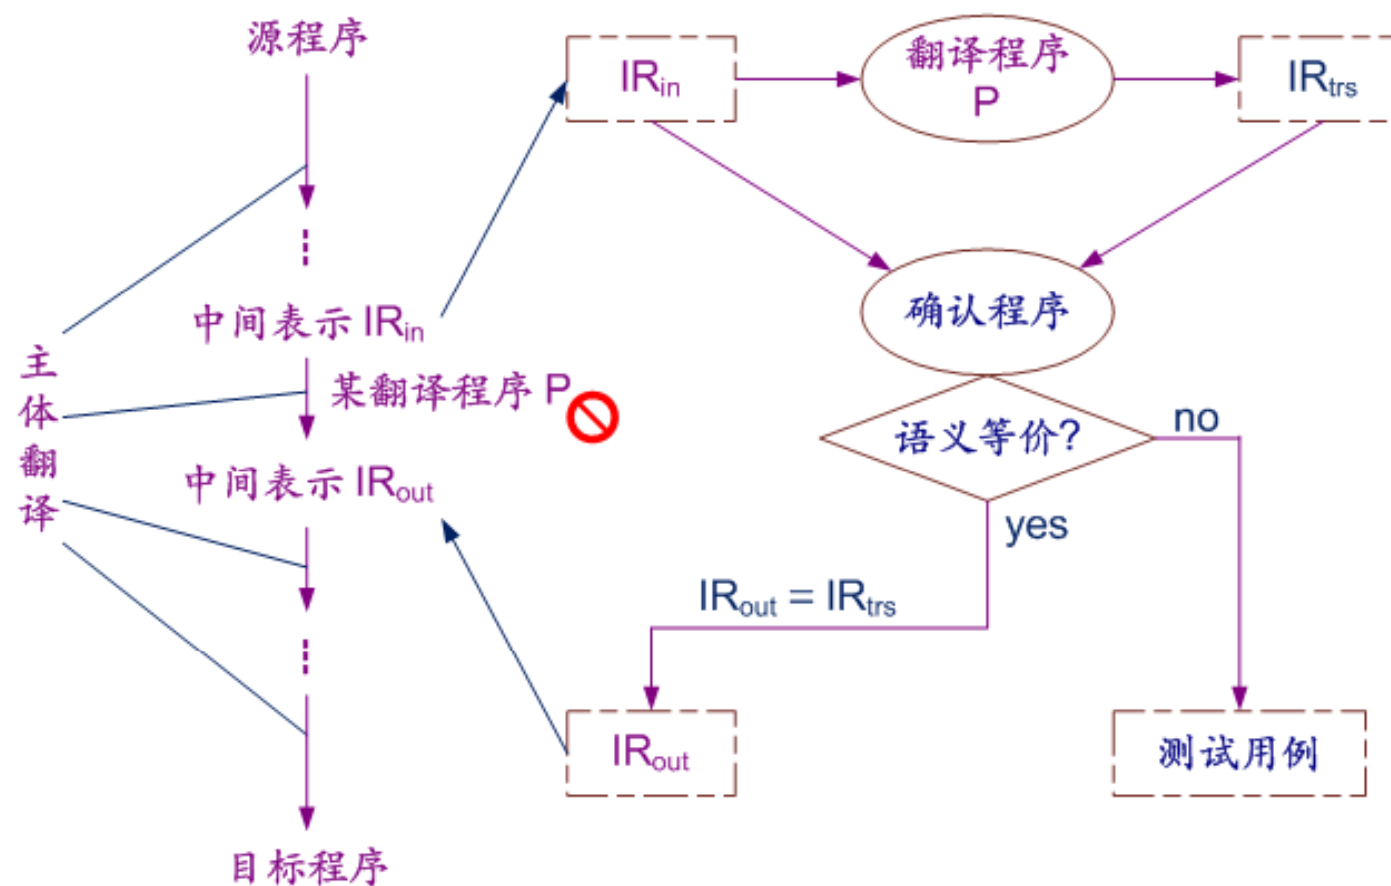 源程序
IRin
翻译程序
P
IRtrs
中间表示 IRin
确认程序
主体翻译
某翻译程序 P
语义等价?
no
中间表示 IRout
yes
IRout = IRtrs
IRout
测试用例
目标程序